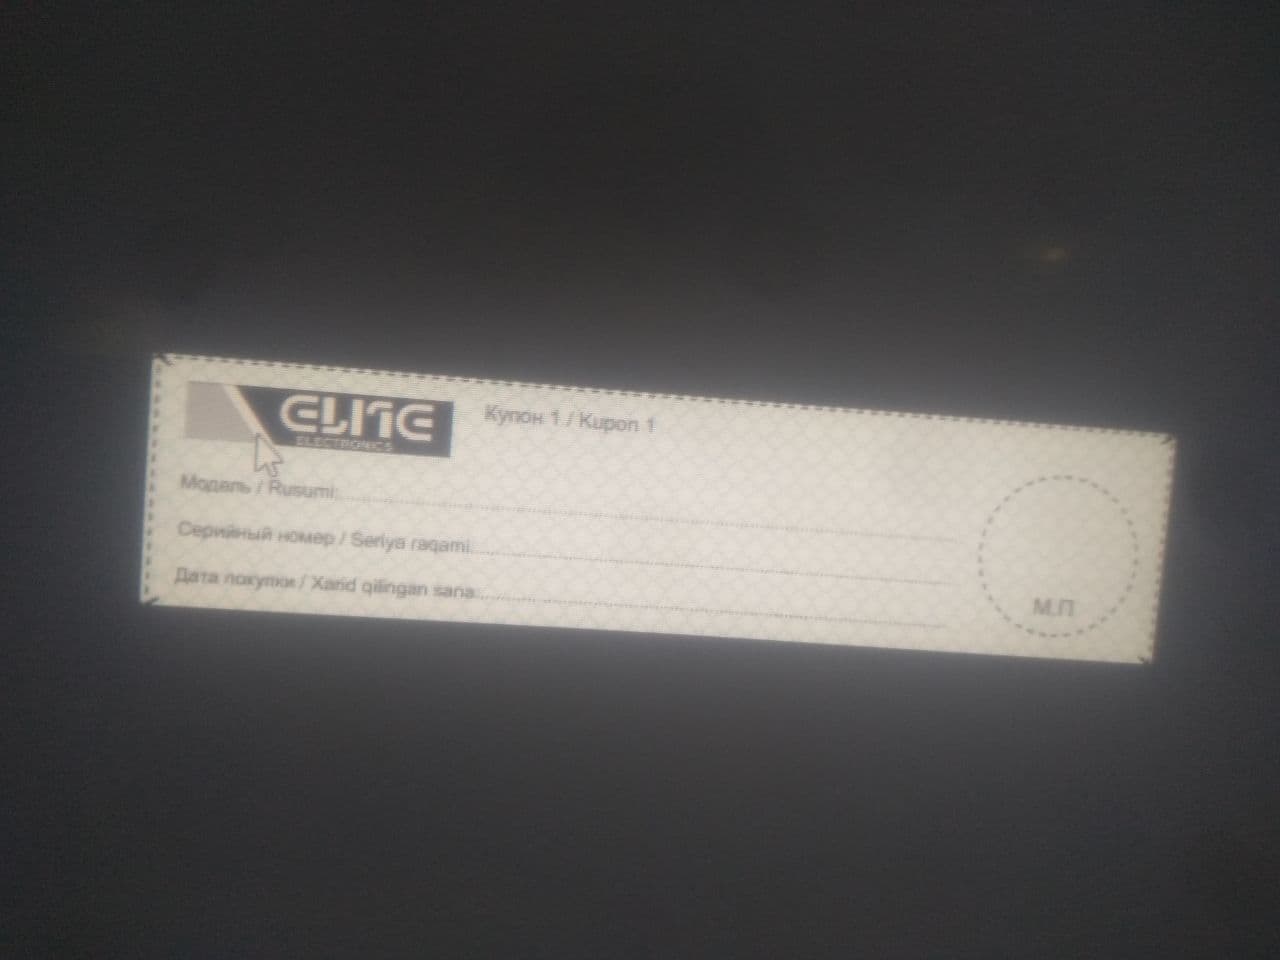 ELITE
ELECTRONICS
Купон 1 / Kupon 1
Модель / Rusumi:
Серийный номер / Seriya raqami:
Дата покупки / Xarid qilingan sana:
М.П